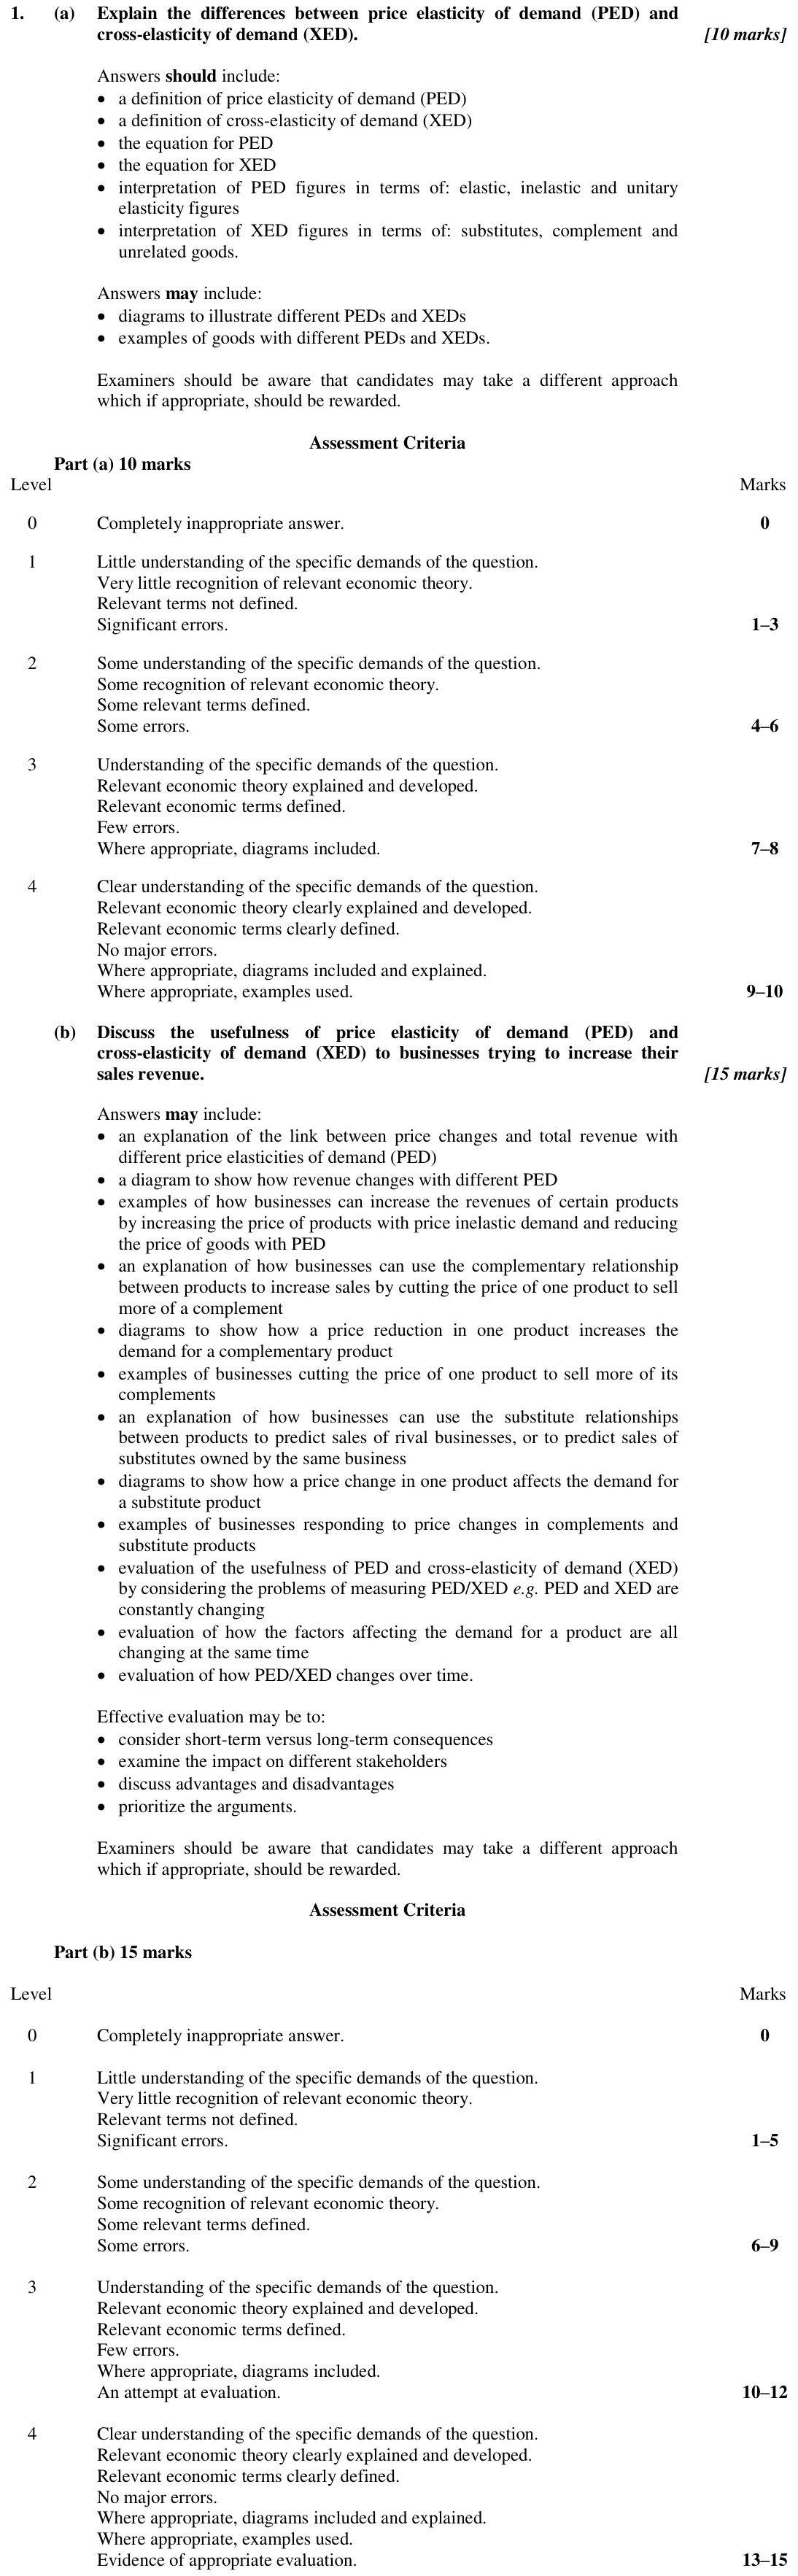 1. (a) Explain the differences between price elasticity of demand (PED) and
cross-elasticity of demand (XED). [10 marks]
Answers should include:
• a definition of price elasticity of demand (PED)
• a definition of cross-elasticity of demand (XED)
• the equation for PED
• the equation for XED
• interpretation of PED figures in terms of: elastic, inelastic and unitary
elasticity figures
• interpretation of XED figures in terms of: substitutes, complement and
unrelated goods.
Answers may include:
• diagrams to illustrate different PEDs and XEDs
• examples of goods with different PEDs and XEDs.
Examiners should be aware that candidates may take a different approach
which if appropriate, should be rewarded.
Assessment Criteria
Part (a) 10 marks
Level Marks
0 Completely inappropriate answer. 0
1 Little understanding of the specific demands of the question.
Very little recognition of relevant economic theory.
Relevant terms not defined.
Significant errors. 1–3
2 Some understanding of the specific demands of the question.
Some recognition of relevant economic theory.
Some relevant terms defined.
Some errors. 4–6
3 Understanding of the specific demands of the question.
Relevant economic theory explained and developed.
Relevant economic terms defined.
Few errors.
Where appropriate, diagrams included. 7–8
4 Clear understanding of the specific demands of the question.
Relevant economic theory clearly explained and developed.
Relevant economic terms clearly defined.
No major errors.
Where appropriate, diagrams included and explained.
Where appropriate, examples used. 9–10
(b) Discuss the usefulness of price elasticity of demand (PED) and
cross-elasticity of demand (XED) to businesses trying to increase their
sales revenue. [15 marks]
Answers may include:
• an explanation of the link between price changes and total revenue with
different price elasticities of demand (PED)
• a diagram to show how revenue changes with different PED
• examples of how businesses can increase the revenues of certain products
by increasing the price of products with price inelastic demand and reducing
the price of goods with PED
• an explanation of how businesses can use the complementary relationship
between products to increase sales by cutting the price of one product to sell
more of a complement
• diagrams to show how a price reduction in one product increases the
demand for a complementary product
• examples of businesses cutting the price of one product to sell more of its
complements
• an explanation of how businesses can use the substitute relationships
between products to predict sales of rival businesses, or to predict sales of
substitutes owned by the same business
• diagrams to show how a price change in one product affects the demand for
a substitute product
• examples of businesses responding to price changes in complements and
substitute products
• evaluation of the usefulness of PED and cross-elasticity of demand (XED)
by considering the problems of measuring PED/XED e.g. PED and XED are
constantly changing
• evaluation of how the factors affecting the demand for a product are all
changing at the same time
• evaluation of how PED/XED changes over time.
Effective evaluation may be to:
• consider short-term versus long-term consequences
• examine the impact on different stakeholders
• discuss advantages and disadvantages
• prioritize the arguments.
Examiners should be aware that candidates may take a different approach
which if appropriate, should be rewarded.
Assessment Criteria
Part (b) 15 marks
Level Marks
0 Completely inappropriate answer. 0
1 Little understanding of the specific demands of the question.
Very little recognition of relevant economic theory.
Relevant terms not defined.
Significant errors. 1–5
2 Some understanding of the specific demands of the question.
Some recognition of relevant economic theory.
Some relevant terms defined.
Some errors. 6–9
3 Understanding of the specific demands of the question.
Relevant economic theory explained and developed.
Relevant economic terms defined.
Few errors.
Where appropriate, diagrams included.
An attempt at evaluation. 10–12
4 Clear understanding of the specific demands of the question.
Relevant economic theory clearly explained and developed.
Relevant economic terms clearly defined.
No major errors.
Where appropriate, diagrams included and explained.
Where appropriate, examples used.
Evidence of appropriate evaluation. 13–15